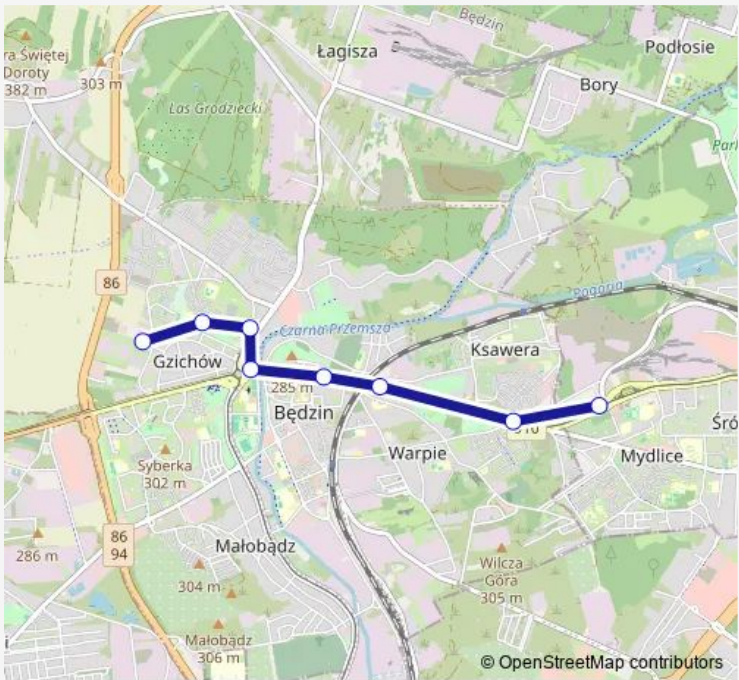 Będzin
Podłosie
Łagisza
ra Świętej
Doroty
382 m
303 m
Bory
Las Grodziecki
Park
86
Pogoria
Czarna Przemsza
Ksawera
Gzichów
285 m
Będzin
Śró
910
Warpie
Mydlice
Syberka
302 m
86
94
286 m
Małobądz
304 m
Wilcza
Góra
305 m
Małobądz
306 m
i
© OpenStreetMap contributors